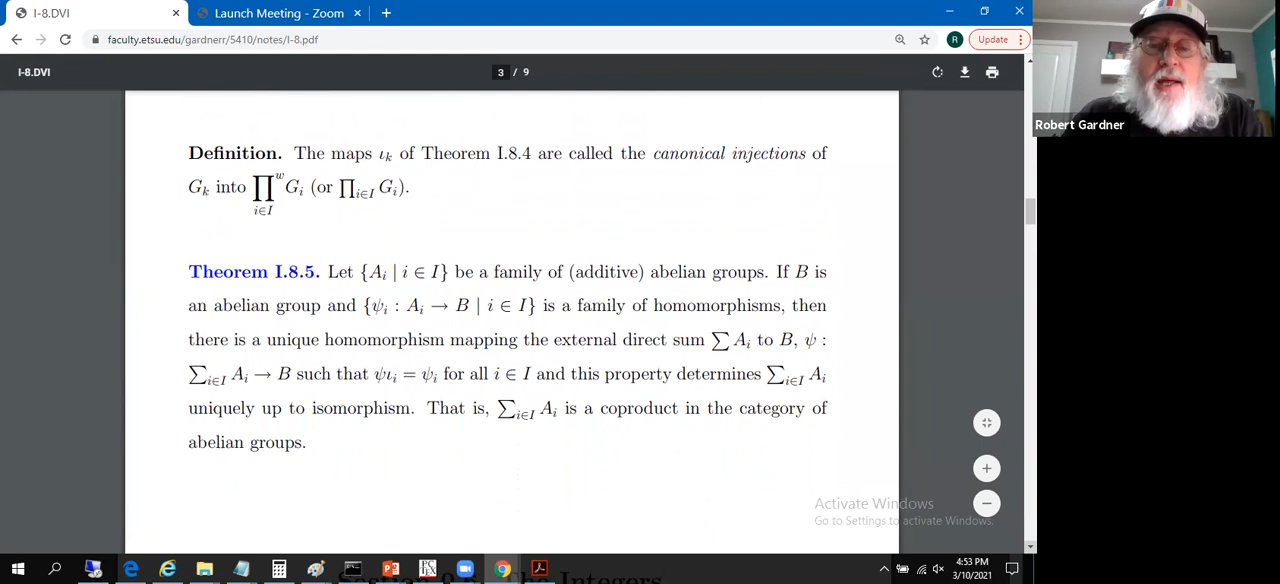 I-8.DVI
Launch Meeting - Zoom
faculty.etsu.edu/gardnerr/5410/notes/I-8.pdf
R
Update
I-8.DVI
3 / 9
Robert Gardner
Definition. The maps ιₖ of Theorem I.8.4 are called the canonical injections of
Gₖ into ∏ʷ Gᵢ (or ∏ᵢ∈I Gᵢ).
i∈I
Theorem I.8.5. Let {Aᵢ | i ∈ I} be a family of (additive) abelian groups. If B is
an abelian group and {ψᵢ : Aᵢ → B | i ∈ I} is a family of homomorphisms, then
there is a unique homomorphism mapping the external direct sum ∑ Aᵢ to B, ψ :
∑ᵢ∈I Aᵢ → B such that ψιᵢ = ψᵢ for all i ∈ I and this property determines ∑ᵢ∈I Aᵢ
uniquely up to isomorphism. That is, ∑ᵢ∈I Aᵢ is a coproduct in the category of
abelian groups.
Activate Windows
Go to Settings to activate Windows.
4:53 PM
3/10/2021